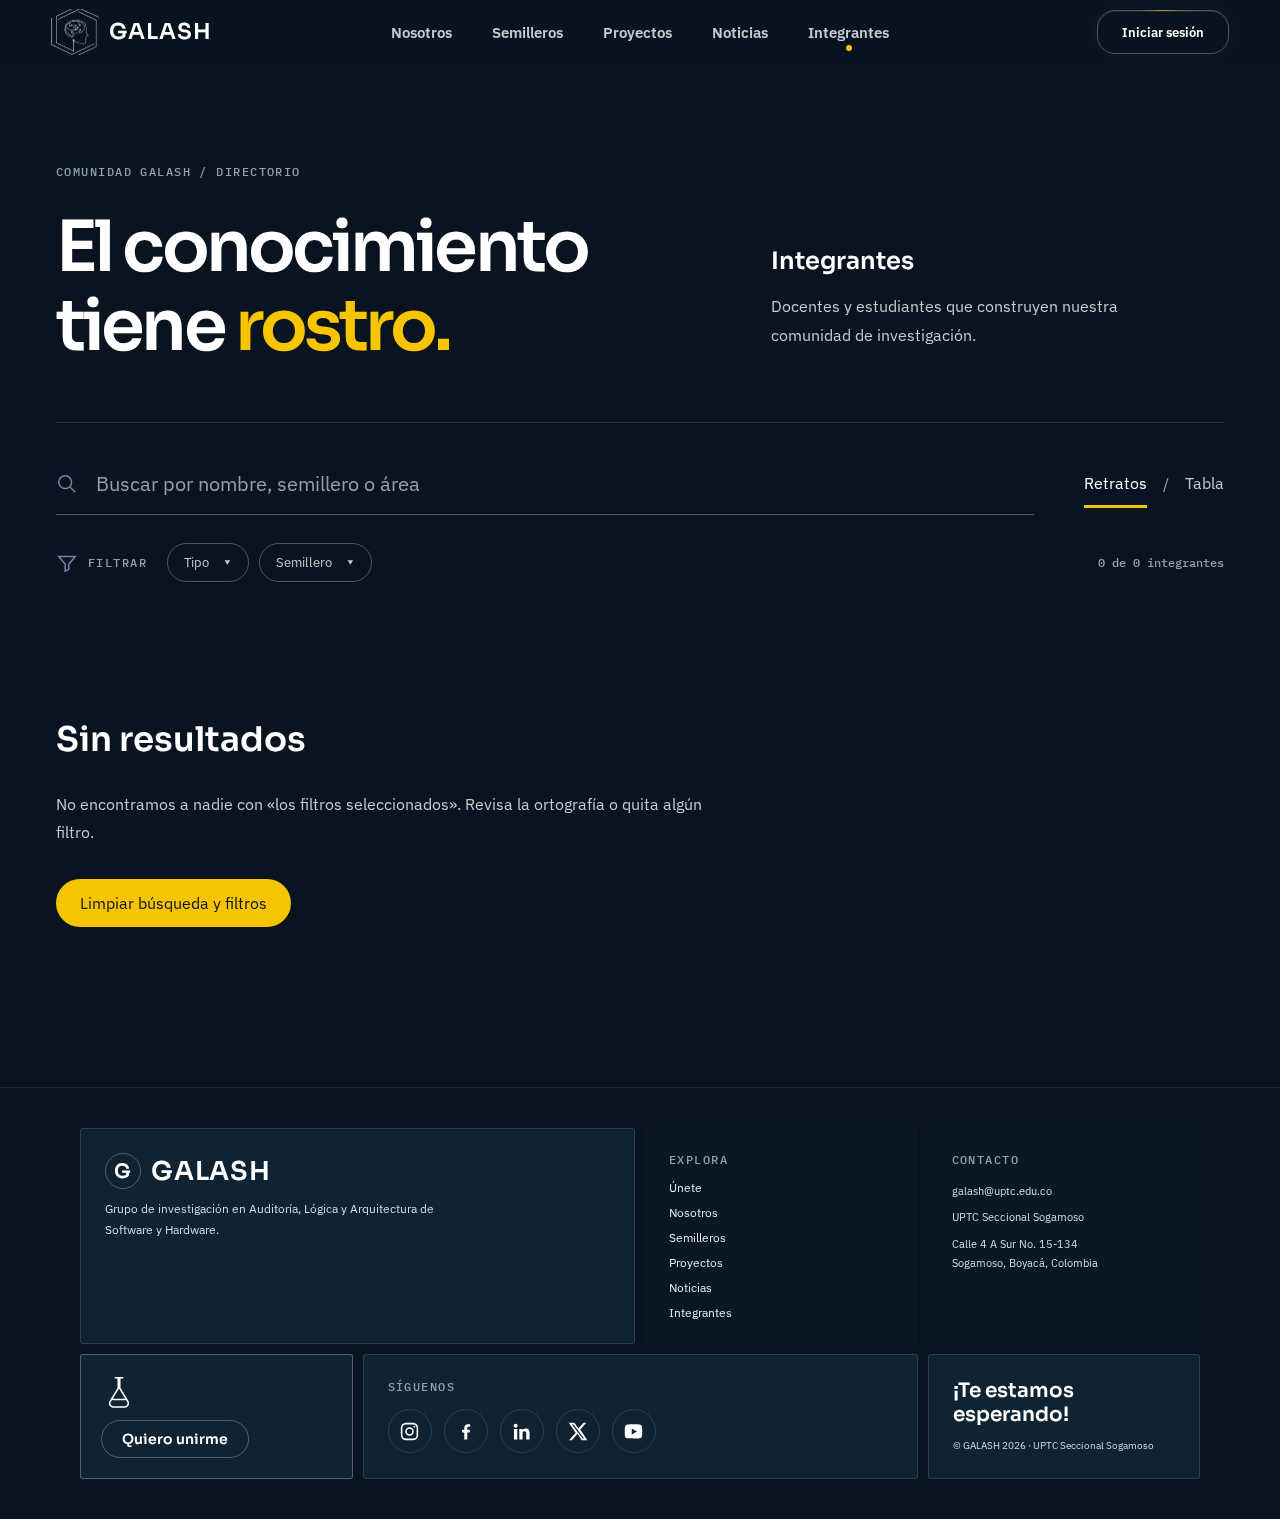 GALASH
Nosotros
Semilleros
Proyectos
Noticias
Integrantes
Iniciar sesión
COMUNIDAD GALASH / DIRECTORIO
El conocimiento
tiene rostro.
Integrantes
Docentes y estudiantes que construyen nuestra
comunidad de investigación.
Buscar por nombre, semillero o área
Retratos / Tabla
FILTRAR
Tipo
Semillero
0 de 0 integrantes
Sin resultados
No encontramos a nadie con «los filtros seleccionados». Revisa la ortografía o quita algún
filtro.
Limpiar búsqueda y filtros
G GALASH
Grupo de investigación en Auditoría, Lógica y Arquitectura de
Software y Hardware.
EXPLORA
Únete
Nosotros
Semilleros
Proyectos
Noticias
Integrantes
CONTACTO
galash@uptc.edu.co
UPTC Seccional Sogamoso
Calle 4 A Sur No. 15-134
Sogamoso, Boyacá, Colombia
Quiero unirme
SÍGUENOS
¡Te estamos
esperando!
© GALASH 2026 · UPTC Seccional Sogamoso